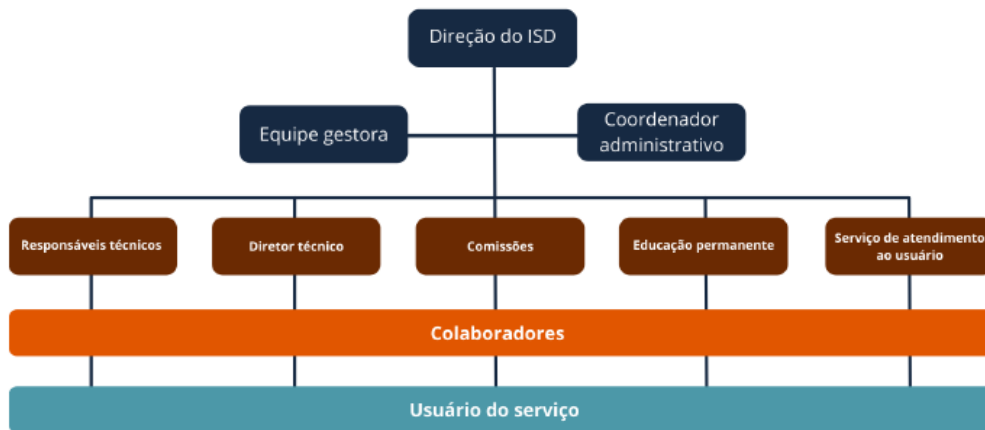 Direção do ISD
Equipe gestora
Coordenador
administrativo
Responsáveis técnicos
Diretor técnico
Comissões
Educação permanente
Serviço de atendimento
ao usuário
Colaboradores
Usuário do serviço